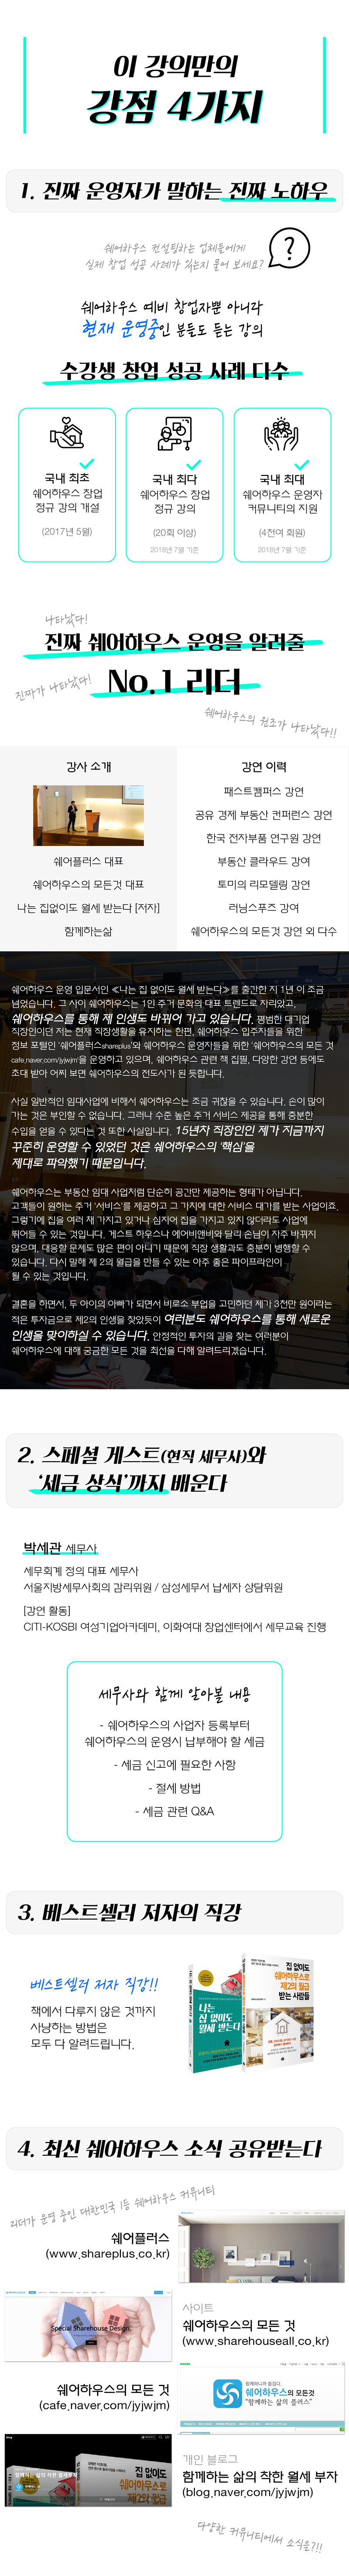 이 강의만의
강점 4가지
1. 진짜 운영자가 말하는 진짜 노하우
쉐어하우스 컨설팅하는 업체들에게
실제 창업 성공 사례가 있는지 물어 보세요?
?
쉐어하우스 예비 창업자뿐 아니라
현재 운영중인 분들도 듣는 강의
수강생 창업 성공 사례 다수
국내 최초
쉐어하우스 창업
정규 강의 개설
(2017년 5월)
국내 최다
쉐어하우스 창업
정규 강의
(20회 이상)
2018년 7월 기준
국내 최대
쉐어하우스 운영자
커뮤니티의 지원
(4천여 회원)
2018년 7월 기준
나타났다!
진짜 쉐어하우스 운영을 알려줄
진짜가 나타났다!
No.1 리더
쉐어하우스의 원조가 나타났다!!
강사 소개
쉐어플러스 대표
쉐어하우스의 모든것 대표
나는 집없이도 월세 받는다 [저자]
함께하는삶
강연 이력
패스트캠퍼스 강연
공유 경제 부동산 컨퍼런스 강연
한국 전자부품 연구원 강연
부동산 클라우드 강여
토미의 리모델링 강연
러닝스푼즈 강여
쉐어하우스의 모든것 강연 외 다수
쉐어하우스 운영 입문서인 ≪나는 집 없이도 월세 받는다≫를 출간한 지 1년 이 조금
넘었습니다. 그 사이 쉐어하우스는 1인 주거 문화의 대표 트렌드로 자리잡았고,
쉐어하우스를 통해 제 인생도 바뀌어 가고 있습니다. 평범한 대기업
직장인이던 저는 현재 직장생활을 유지하는 한편, 쉐어하우스 입주자들을 위한
정보 포털인 '쉐어플러스shareplus'와 쉐어하우스 운영자들을 위한 '쉐어하우스의 모든 것
cafe.naver.com/jyjwjm'을 운영하고 있으며, 쉐어하우스 관련 책 집필, 다양한 강연 등에도
초대 받아 어찌 보면 쉐어하우스의 전도사가 된 듯합니다.
사실 일반적인 임대사업에 비해서 쉐어하우스는 조금 귀찮을 수 있습니다. 손이 많이
가는 것은 부인할 수 없습니다. 그러나 수준 높은 주거 서비스 제공을 통해 충분한
수입을 얻을 수 있다는 것 또한 사실입니다. 15년차 직장인인 제가 지금까지
꾸준히 운영할 수 있었던 것은 쉐어하우스의 '핵심'을
제대로 파악했기 때문입니다.
쉐어하우스는 부동산 임대 사업처럼 단순히 공간만 제공하는 형태가 아닙니다.
고객들이 원하는 주거 '서비스'를 제공하고 그 가치에 대한 서비스 대가를 받는 사업이죠.
그렇기에 집을 여러 채 가지고 있거나 심지어 집을 가지고 있지 않더라도 사업에
뛰어들 수 있는 것입니다. 게스트 하우스나 에어비앤비와 달리 손님이 자주 바뀌지
않으며, 대응할 문제도 많은 편이 아니기 때문에 직장 생활과도 충분히 병행할 수
있습니다. 다시 말해 제 2의 월급을 만들 수 있는 아주 좋은 파이프라인이
될 수 있는 것입니다.
결혼을 하면서, 두 아이의 아빠가 되면서 비로소 부업을 고민하던 제가 3천만 원이라는
적은 투자금으로 제2의 인생을 찾았듯이 여러분도 쉐어하우스를 통해 새로운
인생을 맞이하실 수 있습니다. 안정적인 투자의 길을 찾는 여러분이
쉐어하우스에 대해 궁금한 모든 것을 최선을 다해 알려드리겠습니다.
2. 스페셜 게스트(현직 세무사)와
'세금 상식'까지 배운다
박세관 세무사
세무회계 정의 대표 세무사
서울지방세무사회의 감리위원 / 삼성세무서 납세자 상담위원
[강연 활동]
CITI-KOSBI 여성기업아카데미, 이화여대 창업센터에서 세무교육 진행
세무사와 함께 알아볼 내용
- 쉐어하우스의 사업자 등록부터
쉐어하우스의 운영시 납부해야 할 세금
- 세금 신고에 필요한 사항
- 절세 방법
- 세금 관련 Q&A
3. 베스트셀러 저자의 직강
베스트셀러 저자 직강!!
책에서 다루지 않은 것까지
사냥하는 방법은
모두 다 알려드립니다.
나는
집 없이도
월세 받는다
집 없이도
쉐어하우스로
제2의 월급
받는 사람들
4. 최신 쉐어하우스 소식 공유받는다
리더가 운영 중인 대한민국 1등 쉐어하우스 커뮤니티
쉐어플러스
(www.shareplus.co.kr)
Special Sharehouse Design.
사이트
쉐어하우스의 모든 것
(www.sharehouseall.co.kr)
쉐어하우스의 모든 것
(cafe.naver.com/jyjwjm)
함께하니까 즐겁다.
쉐어하우스의 모든것
"함께하는 삶의 플러스"
blog
함께하는 삶의 착한 월세부자
집 없이도
쉐어하우스로
제2의 월급
개인 블로그
함께하는 삶의 착한 월세 부자
(blog.naver.com/jyjwjm)
다양한 커뮤니티에서 소식을?!!